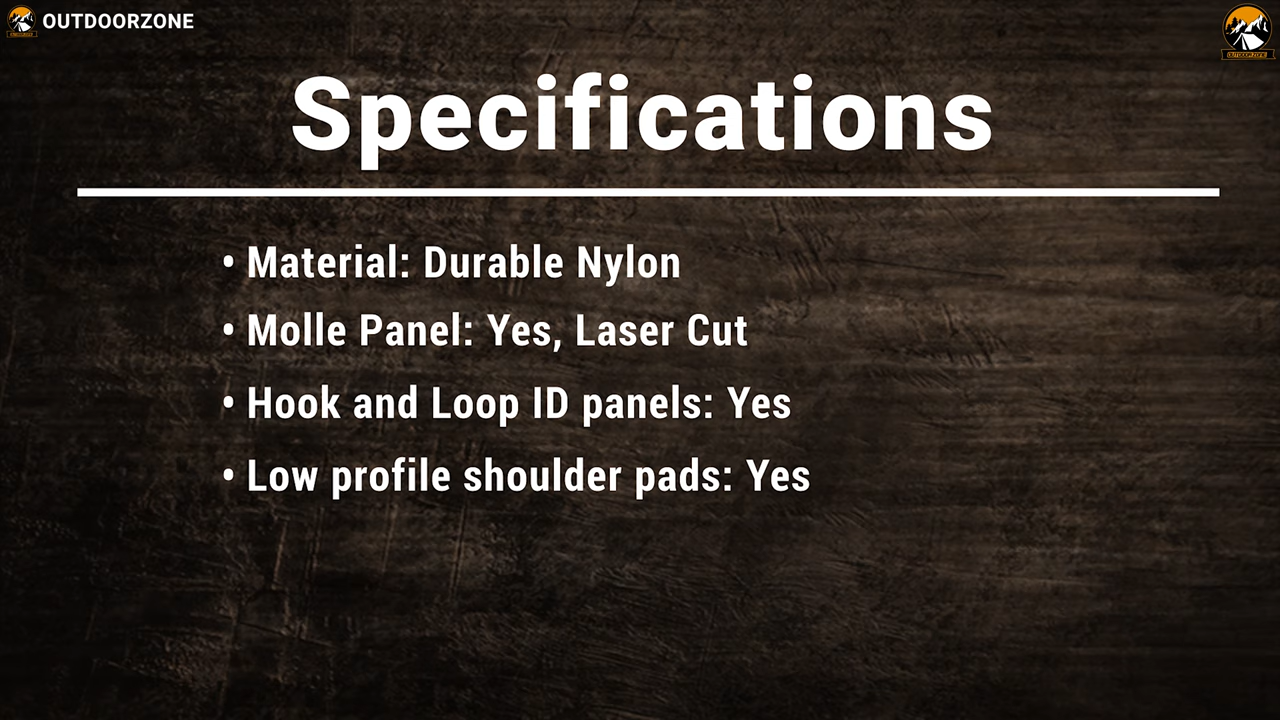 OUTDOORZONE
Specifications
• Material: Durable Nylon
• Molle Panel: Yes, Laser Cut
• Hook and Loop ID panels: Yes
• Low profile shoulder pads: Yes
OUTDOORZONE